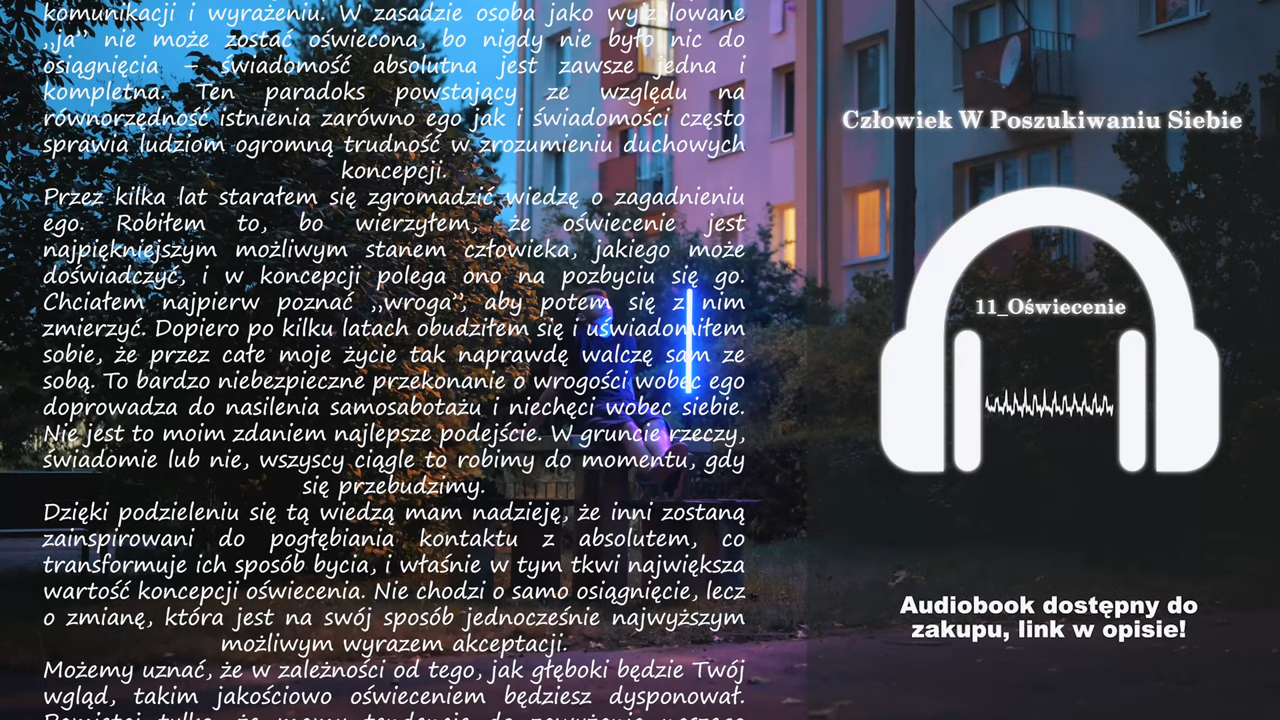 komunikacji i wyrażeniu. W zasadzie osoba jako wyizolowane
„ja” nie może zostać oświecona, bo nigdy nie było nic do
osiągnięcia – świadomość absolutna jest zawsze jedna i
kompletna. Ten paradoks powstający ze względu na
równorzędność istnienia zarówno ego jak i świadomości często
sprawia ludziom ogromną trudność w zrozumieniu duchowych
koncepcji.
Przez kilka lat starałem się zgromadzić wiedzę o zagadnieniu
ego. Robiłem to, bo wierzyłem, że oświecenie jest
najpiękniejszym możliwym stanem człowieka, jakiego może
doświadczyć, i w koncepcji polega ono na pozbyciu się go.
Chciałem najpierw poznać „wroga”, aby potem się z nim
zmierzyć. Dopiero po kilku latach obudziłem się i uświadomiłem
sobie, że przez całe moje życie tak naprawdę walczę sam ze
sobą. To bardzo niebezpieczne przekonanie o wrogości wobec ego
doprowadza do nasilenia samosabotażu i niechęci wobec siebie.
Nie jest to moim zdaniem najlepsze podejście. W gruncie rzeczy,
świadomie lub nie, wszyscy ciągle to robimy do momentu, gdy
się przebudzimy.
Dzięki podzieleniu się tą wiedzą mam nadzieję, że inni zostaną
zainspirowani do pogłębiania kontaktu z absolutem, co
transformuje ich sposób bycia, i właśnie w tym tkwi największa
wartość koncepcji oświecenia. Nie chodzi o samo osiągnięcie, lecz
o zmianę, która jest na swój sposób jednocześnie najwyższym
możliwym wyrazem akceptacji.
Możemy uznać, że w zależności od tego, jak głęboki będzie Twój
wgląd, takim jakościowo oświeceniem będziesz dysponował.
Człowiek W Poszukiwaniu Siebie
11_Oświecenie
Audiobook dostępny do
zakupu, link w opisie!